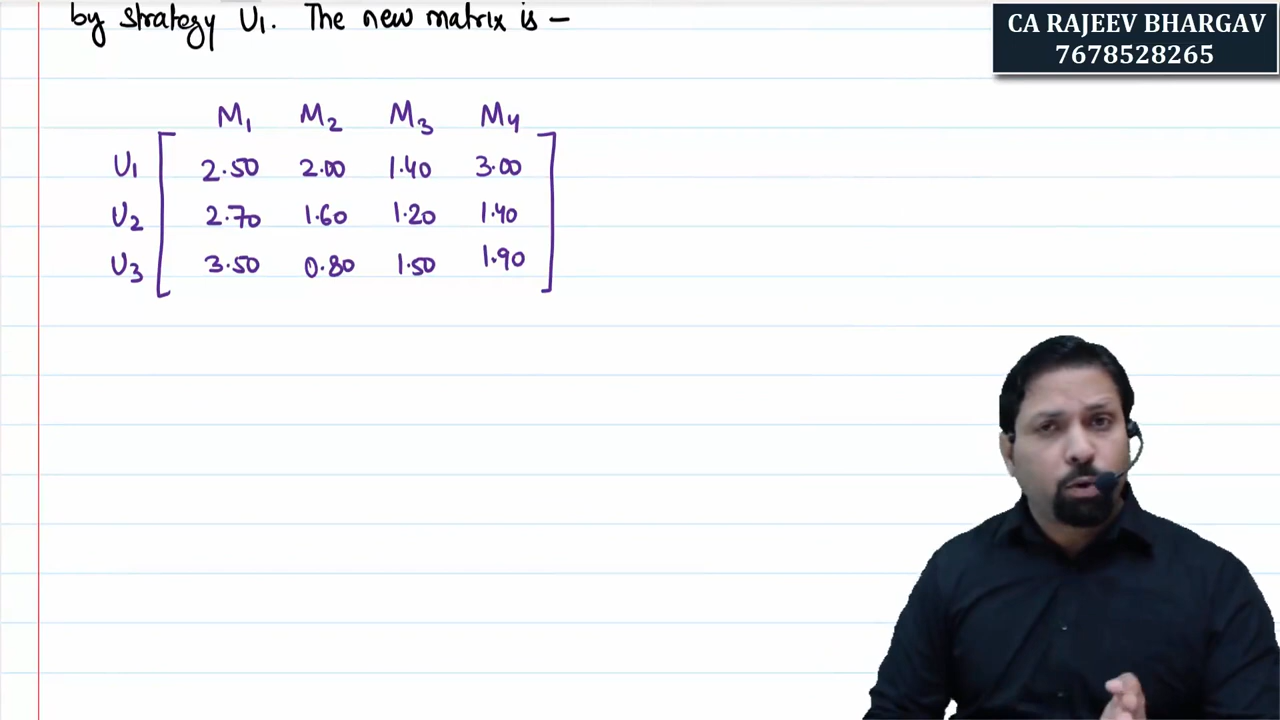 by strategy U1. The new matrix is -
CA RAJEEV BHARGAV
7678528265
M1 M2 M3 M4
U1 2.50 2.00 1.40 3.00
U2 2.70 1.60 1.20 1.40
U3 3.50 0.80 1.50 1.90